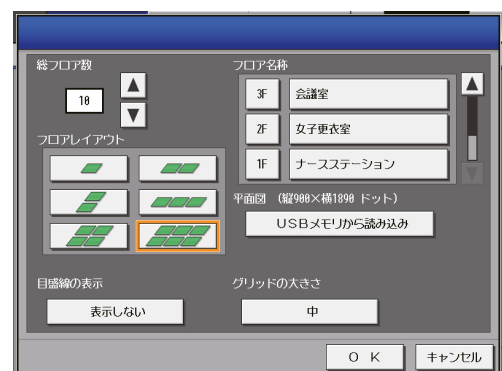 総フロア数
10
フロアレイアウト
フロア名称
3F 会議室
2F 女子更衣室
1F ナースステーション
平面図 (縦900×横1890 ドット)
USBメモリから読み込み
目盛線の表示
表示しない
グリッドの大きさ
中
OK キャンセル